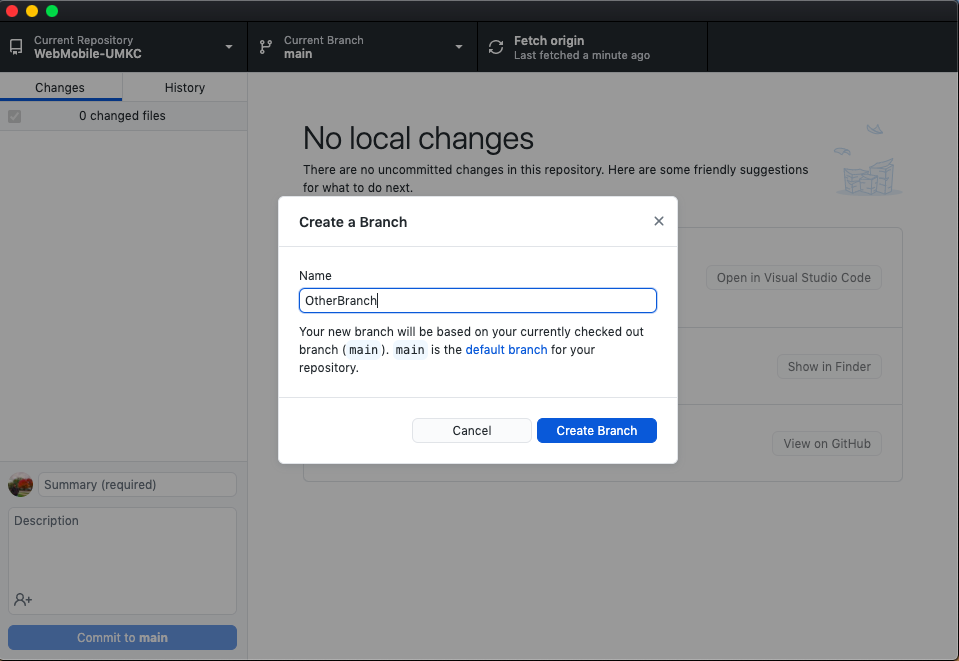 Current Repository
WebMobile-UMKC
Current Branch
main
Fetch origin
Last fetched a minute ago
Changes
History
0 changed files
No local changes
There are no uncommitted changes in this repository. Here are some friendly suggestions
for what to do next.
Create a Branch
Open in Visual Studio Code
Name
OtherBranch
Your new branch will be based on your currently checked out
branch (main). main is the default branch for your
repository.
Show in Finder
Cancel
Create Branch
View on GitHub
Summary (required)
Description
Commit to main